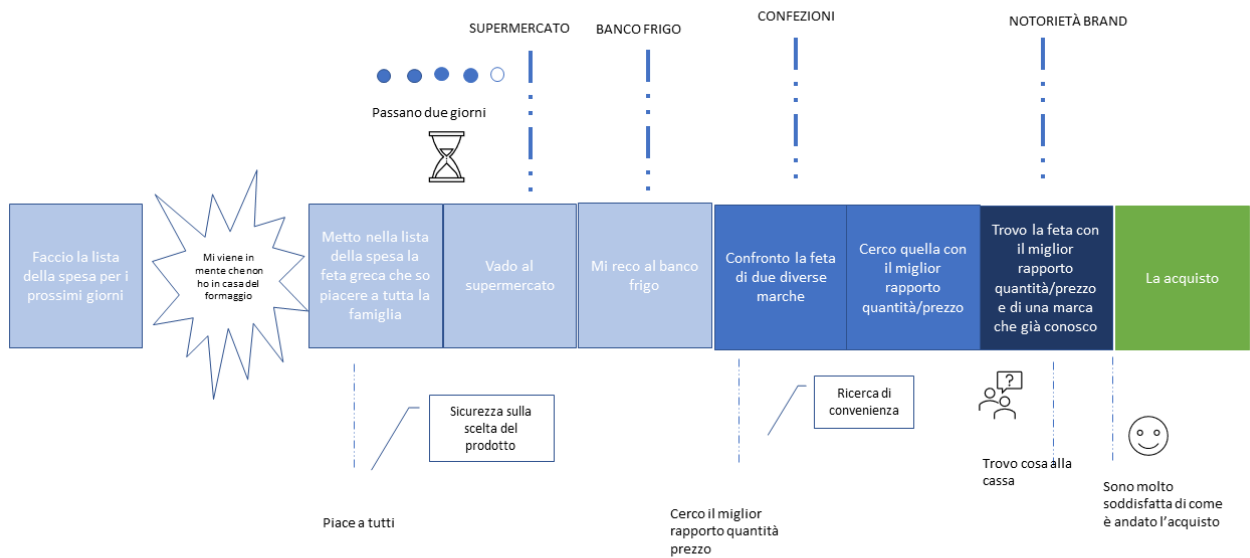 SUPERMERCATO
BANCO FRIGO
CONFEZIONI
NOTORIETÀ BRAND
Passano due giorni
Faccio la lista
della spesa per i
prossimi giorni
Mi viene in
mente che non
ho in casa del
formaggio
Metto nella lista
della spesa la
feta greca che so
piacere a tutta la
famiglia
Vado al
supermercato
Mi reco al banco
frigo
Confronto la feta
di due diverse
marche
Cerco quella con
il miglior
rapporto
quantità/prezzo
Trovo la feta con
il miglior
rapporto
quantità/prezzo
e di una marca
che già conosco
La acquisto
Sicurezza sulla
scelta del
prodotto
Ricerca di
convenienza
?
Piace a tutti
Cerco il miglior
rapporto quantità
prezzo
Trovo cosa alla
cassa
Sono molto
soddisfatta di come
è andato l'acquisto